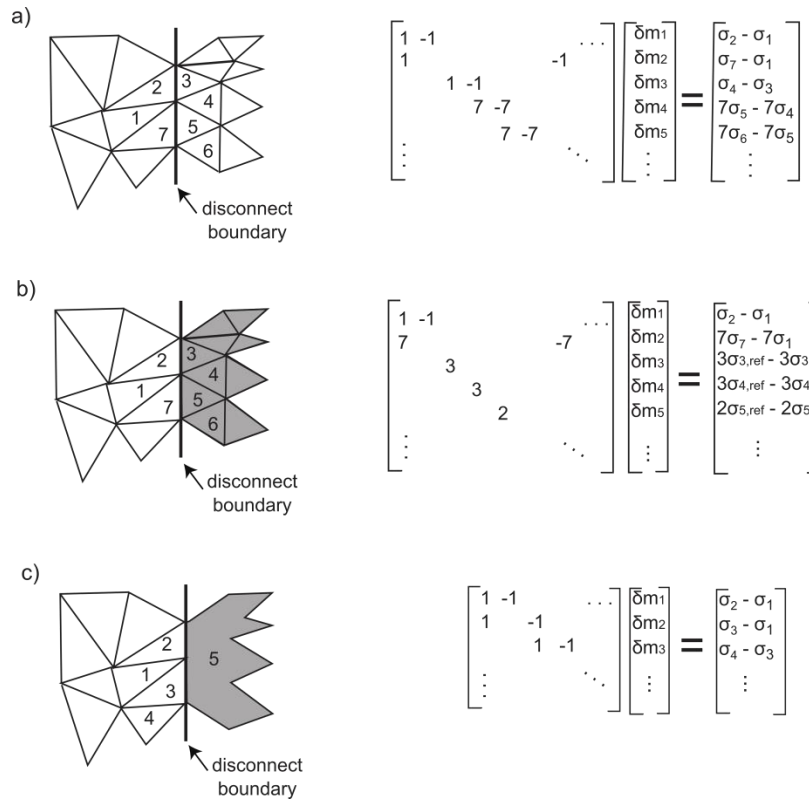 a)
2
3
4
1
5
7
6
disconnect
boundary
1 -1 ...
1 -1
1 -1
7 -7
7 -7
⋮ ⋱
δm1
δm2
δm3
δm4
δm5
⋮
=
σ2 - σ1
σ7 - σ1
σ4 - σ3
7σ5 - 7σ4
7σ6 - 7σ5
⋮
b)
2
3
4
1
5
7
6
disconnect
boundary
1 -1 ...
7 -7
3
3
2
⋮ ⋱
δm1
δm2
δm3
δm4
δm5
⋮
=
σ2 - σ1
7σ7 - 7σ1
3σ3,ref - 3σ3
3σ4,ref - 3σ4
2σ5,ref - 2σ5
⋮
c)
2
5
1
3
4
disconnect
boundary
1 -1 ...
1 -1
1 -1
⋮ ⋱
δm1
δm2
δm3
⋮
=
σ2 - σ1
σ3 - σ1
σ4 - σ3
⋮